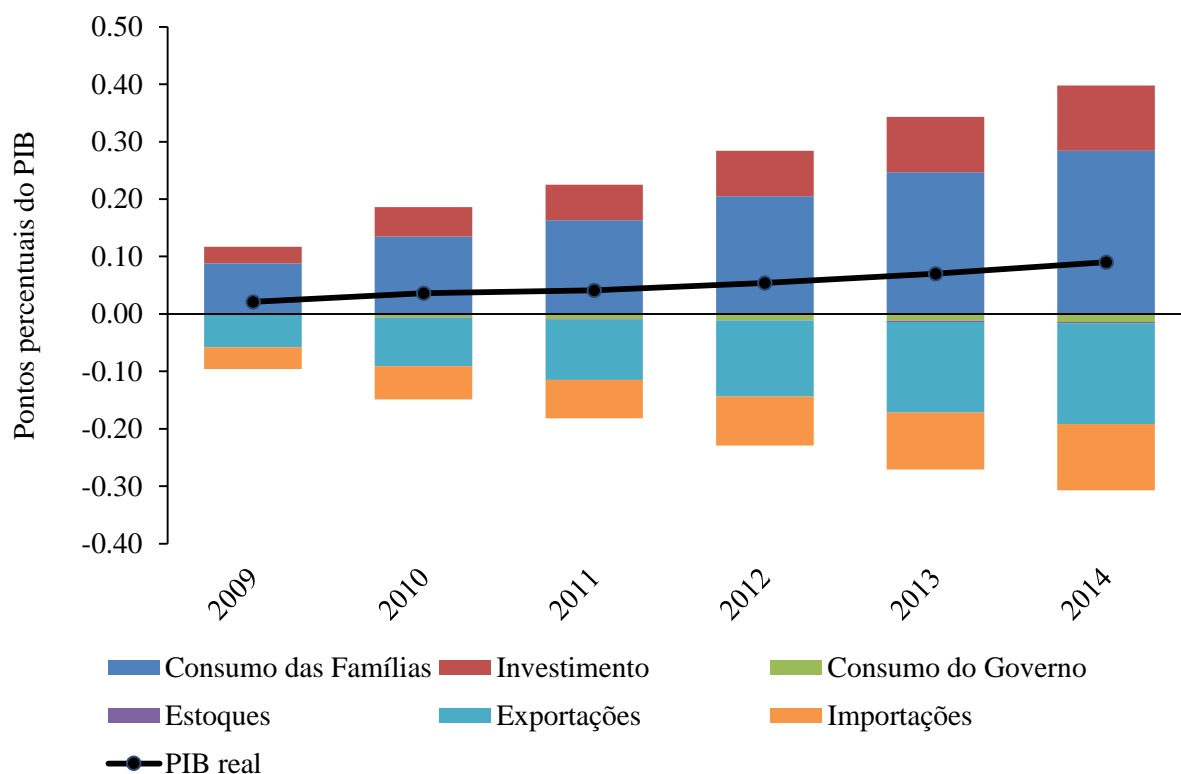 Pontos percentuais do PIB
0.50
0.40
0.30
0.20
0.10
0.00
-0.10
-0.20
-0.30
-0.40
2009 2010 2011 2012 2013 2014
Consumo das Famílias Investimento Consumo do Governo
Estoques Exportações Importações
PIB real